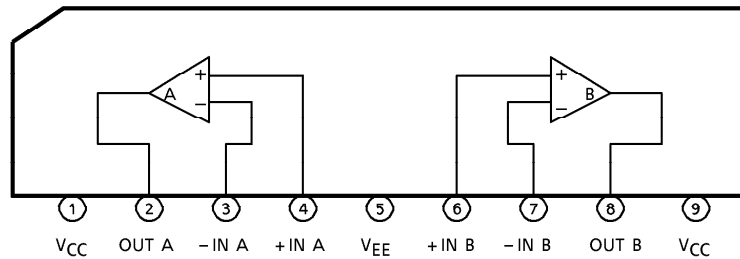 + +
A B
− −
1 2 3 4 5 6 7 8 9
VCC OUT A −IN A +IN A VEE +IN B −IN B OUT B VCC